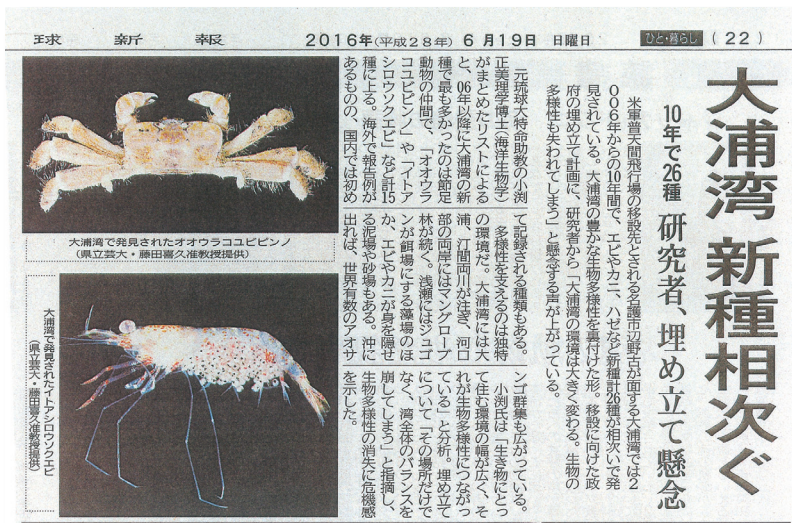 球 新 報 2016年(平成28年) 6月19日 日曜日 ひと・暮らし (22)
大浦湾 新種相次ぐ
10年で26種 研究者、埋め立て懸念
米軍普天間飛行場の移設先とされる名護市辺野古が面する大浦湾では2
006年からの10年間で、エビやカニ、ハゼなど新種計26種が相次いで発
見されている。大浦湾の豊かな生物多様性を裏付けた形。移設に向けた政
府の埋め立て計画に、研究者から「大浦湾の環境は大きく変わる。生物の
多様性も失われてしまう」と懸念する声が上がっている。
元琉球大特命助教の小渕
正美理学博士(海洋生物学)
がまとめたリストによる
と、06年以降に大浦湾の新
種で最も多かったのは節足
動物の仲間で、「オオウラ
コユビピンノ」や「イトア
シロウソクエビ」など計15
種に上る。海外で報告例が
あるものの、国内では初め
て記録される種類もある。
多様性を支えるのは独特
の環境だ。大浦湾には大
浦、汀間両川が注ぎ、河口
部の両岸にはマングローブ
林が続く。浅瀬にはジュゴ
ンが餌場にする藻場のほ
か、エビやカニが身を隠せ
る泥場や砂場もある。沖に
出れば、世界有数のアオサ
ンゴ群集も広がっている。
小渕氏は「生き物にとっ
て住む環境の幅が広く、そ
れが生物多様性につながっ
ている」と分析。埋め立て
について「その場所だけで
なく、湾全体のバランスを
崩してしまう」と指摘し、
生物多様性の消失に危機感
を示した。
大浦湾で発見されたオオウラコユビピンノ
(県立芸大・藤田喜久准教授提供)
大浦湾で発見されたイトアシロウソクエビ
(県立芸大・藤田喜久准教授提供)